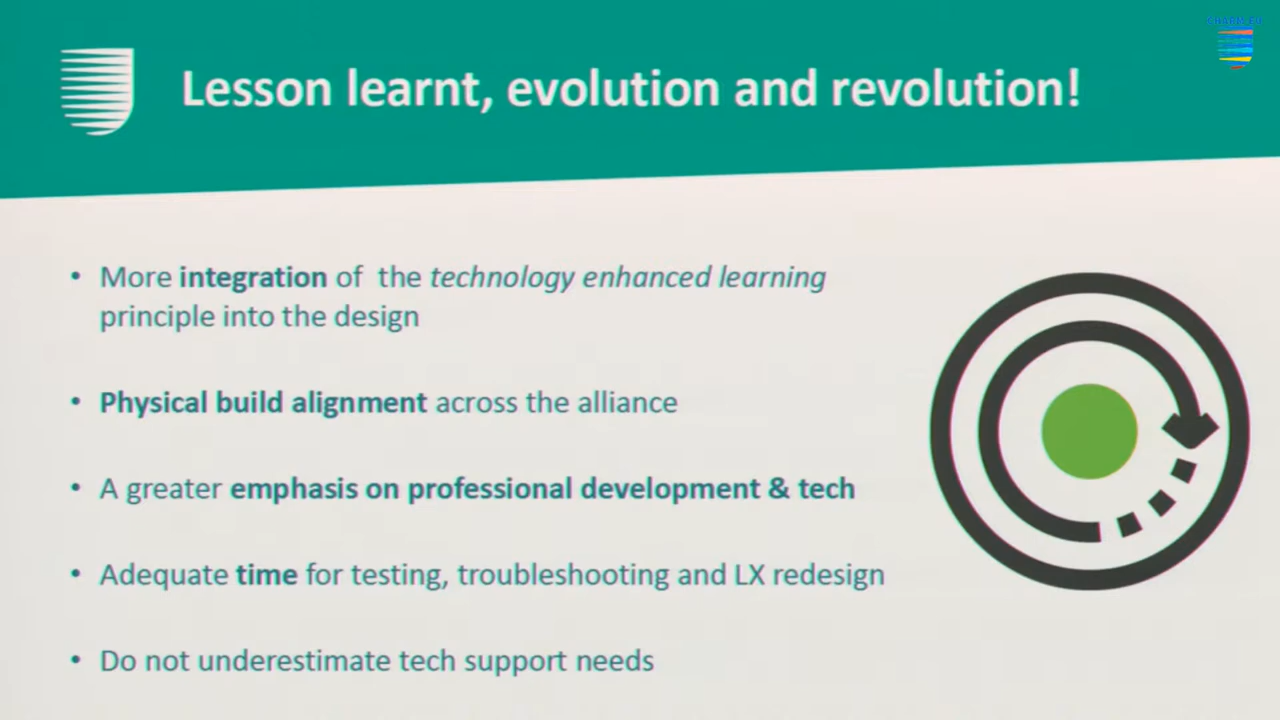 CHARM-EU
Lesson learnt, evolution and revolution!
• More integration of the technology enhanced learning
principle into the design
• Physical build alignment across the alliance
• A greater emphasis on professional development & tech
• Adequate time for testing, troubleshooting and LX redesign
• Do not underestimate tech support needs